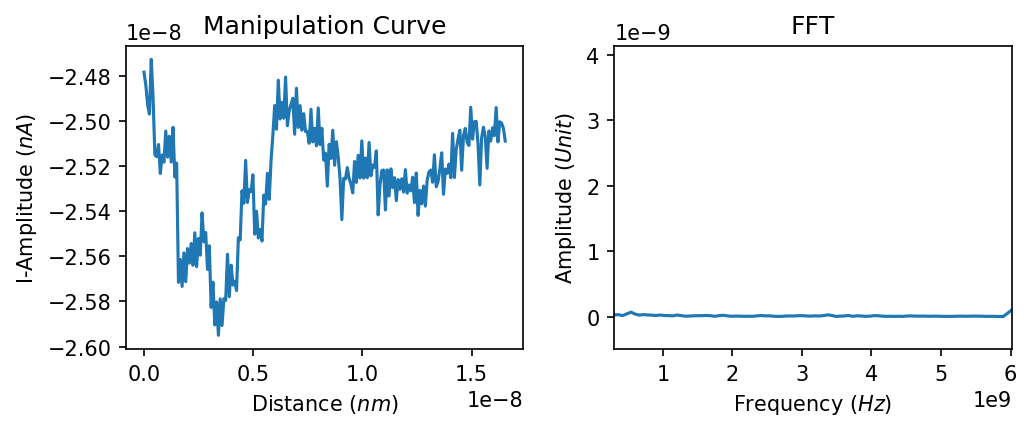 Manipulation Curve
1e−8
I-Amplitude (nA)
−2.48
−2.50
−2.52
−2.54
−2.56
−2.58
−2.60
0.0 0.5 1.0 1.5
1e−8
Distance (nm)
FFT
1e−9
Amplitude (Unit)
4
3
2
1
0
1 2 3 4 5 6
1e9
Frequency (Hz)